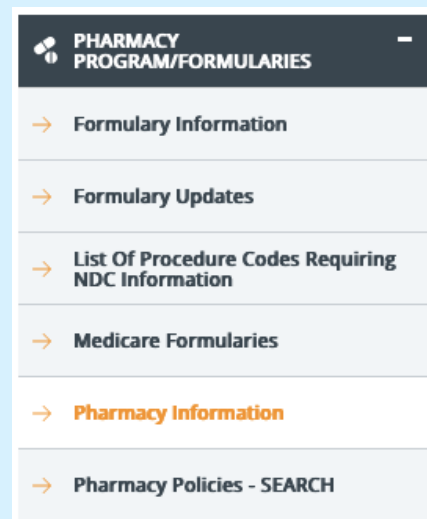 PHARMACY
PROGRAM/FORMULARIES
Formulary Information
Formulary Updates
List Of Procedure Codes Requiring
NDC Information
Medicare Formularies
Pharmacy Information
Pharmacy Policies - SEARCH